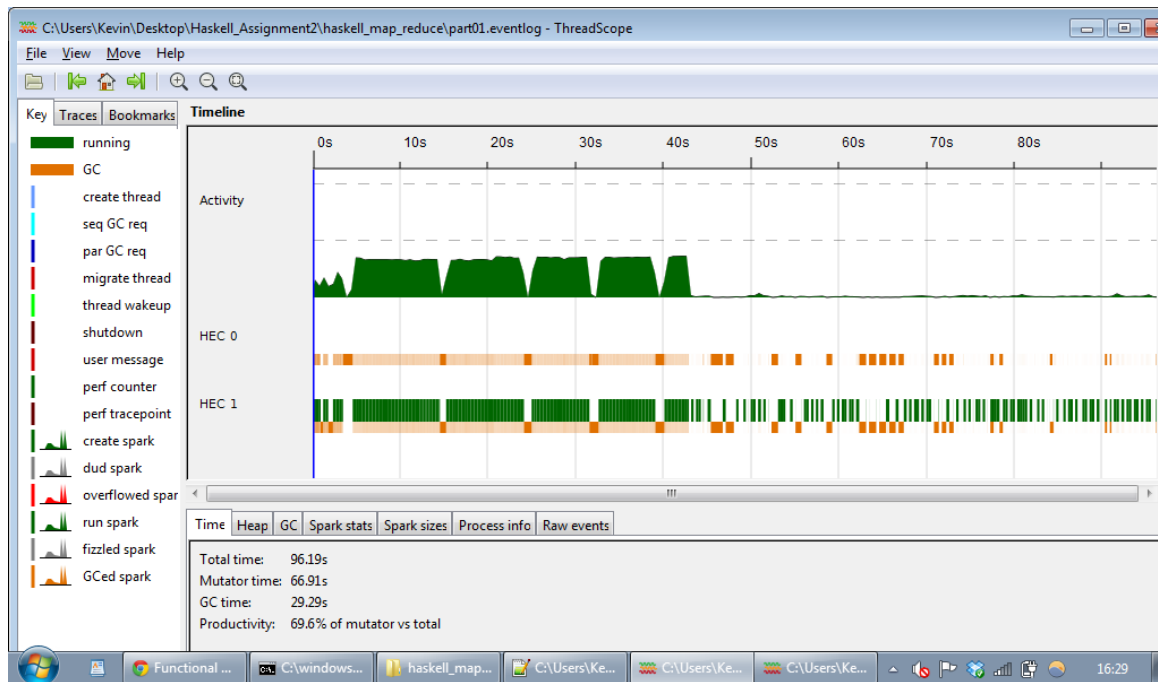 C:\Users\Kevin\Desktop\Haskell_Assignment2\haskell_map_reduce\part01.eventlog - ThreadScope
File View Move Help
Key Traces Bookmarks Timeline
running
GC
create thread
seq GC req
par GC req
migrate thread
thread wakeup
shutdown
user message
perf counter
perf tracepoint
create spark
dud spark
overflowed spar
run spark
fizzled spark
GCed spark
0s 10s 20s 30s 40s 50s 60s 70s 80s
Activity
HEC 0
HEC 1
Time Heap GC Spark stats Spark sizes Process info Raw events
Total time: 96.19s
Mutator time: 66.91s
GC time: 29.29s
Productivity: 69.6% of mutator vs total
Functional ... C:\windows... haskell_map... C:\Users\Ke... C:\Users\Ke... C:\Users\Ke... 16:29